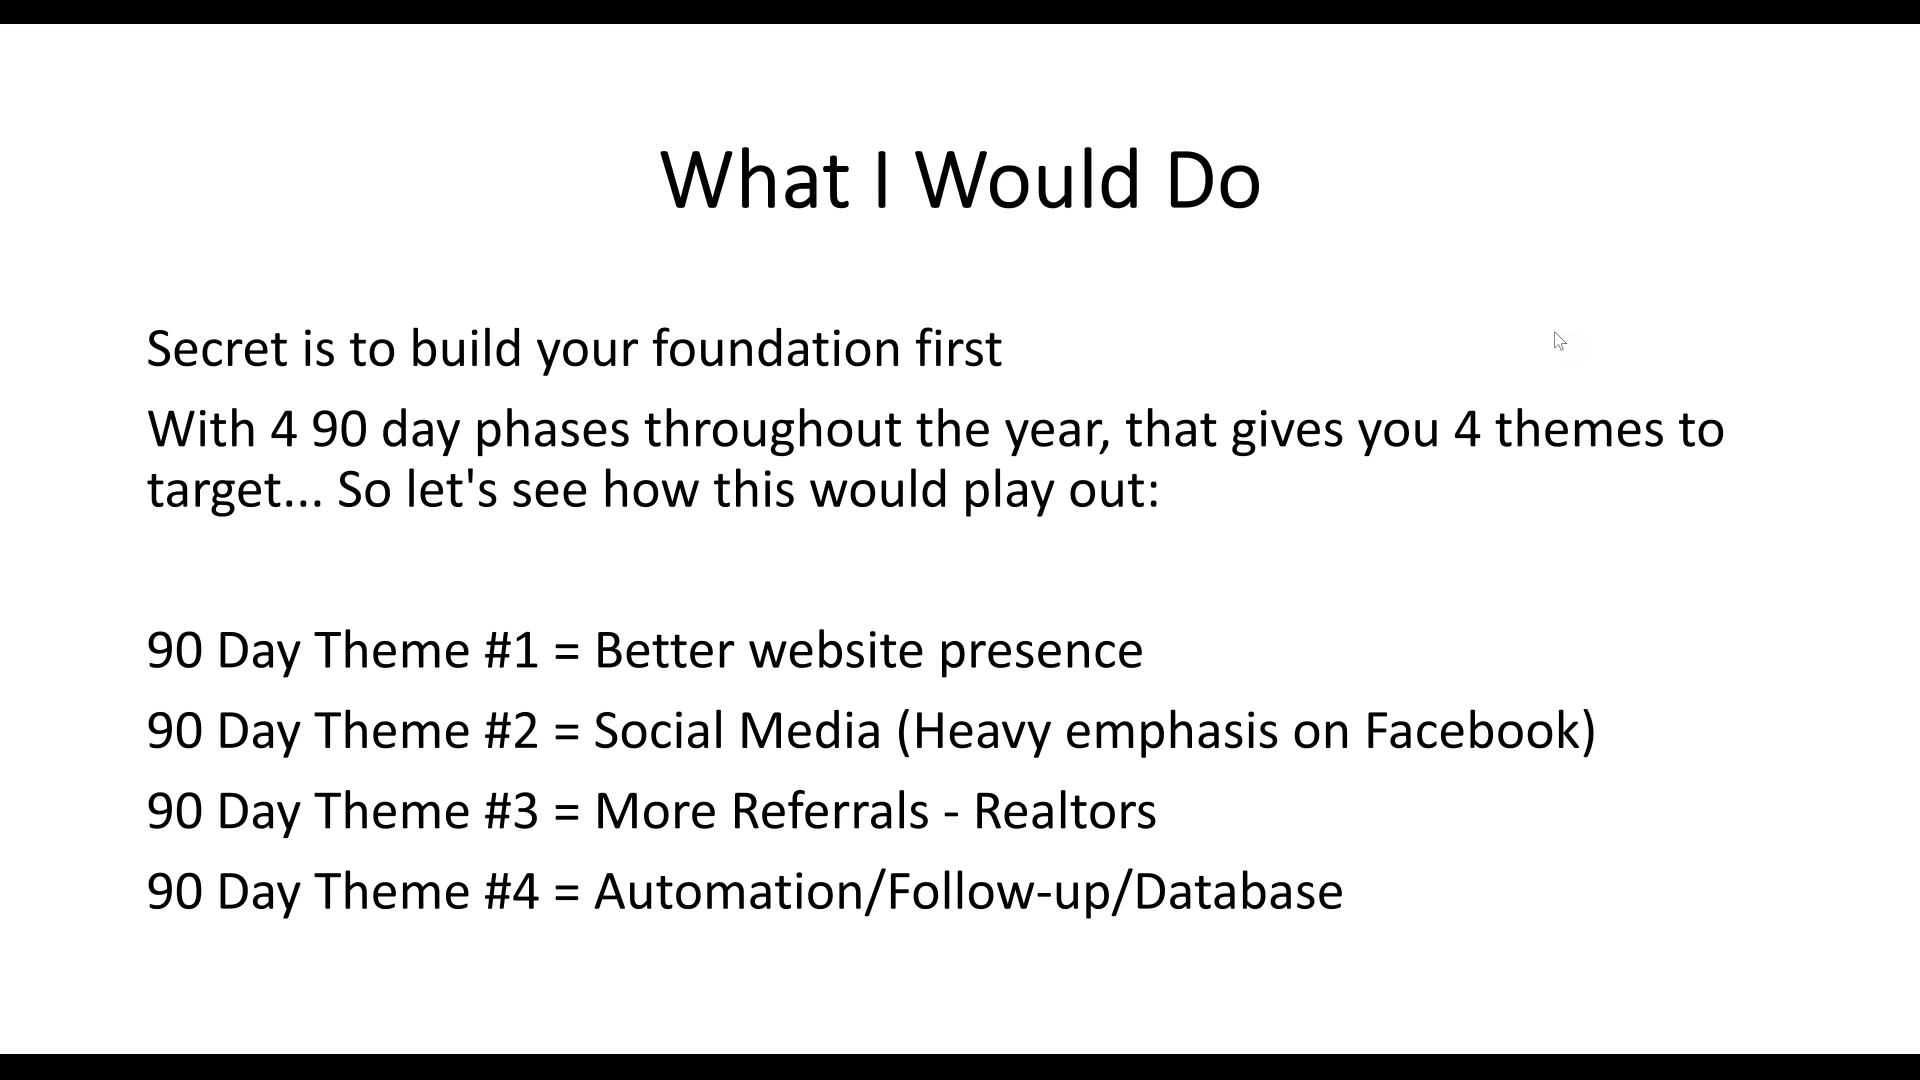 What I Would Do
Secret is to build your foundation first
With 4 90 day phases throughout the year, that gives you 4 themes to
target... So let's see how this would play out:
90 Day Theme #1 = Better website presence
90 Day Theme #2 = Social Media (Heavy emphasis on Facebook)
90 Day Theme #3 = More Referrals - Realtors
90 Day Theme #4 = Automation/Follow-up/Database